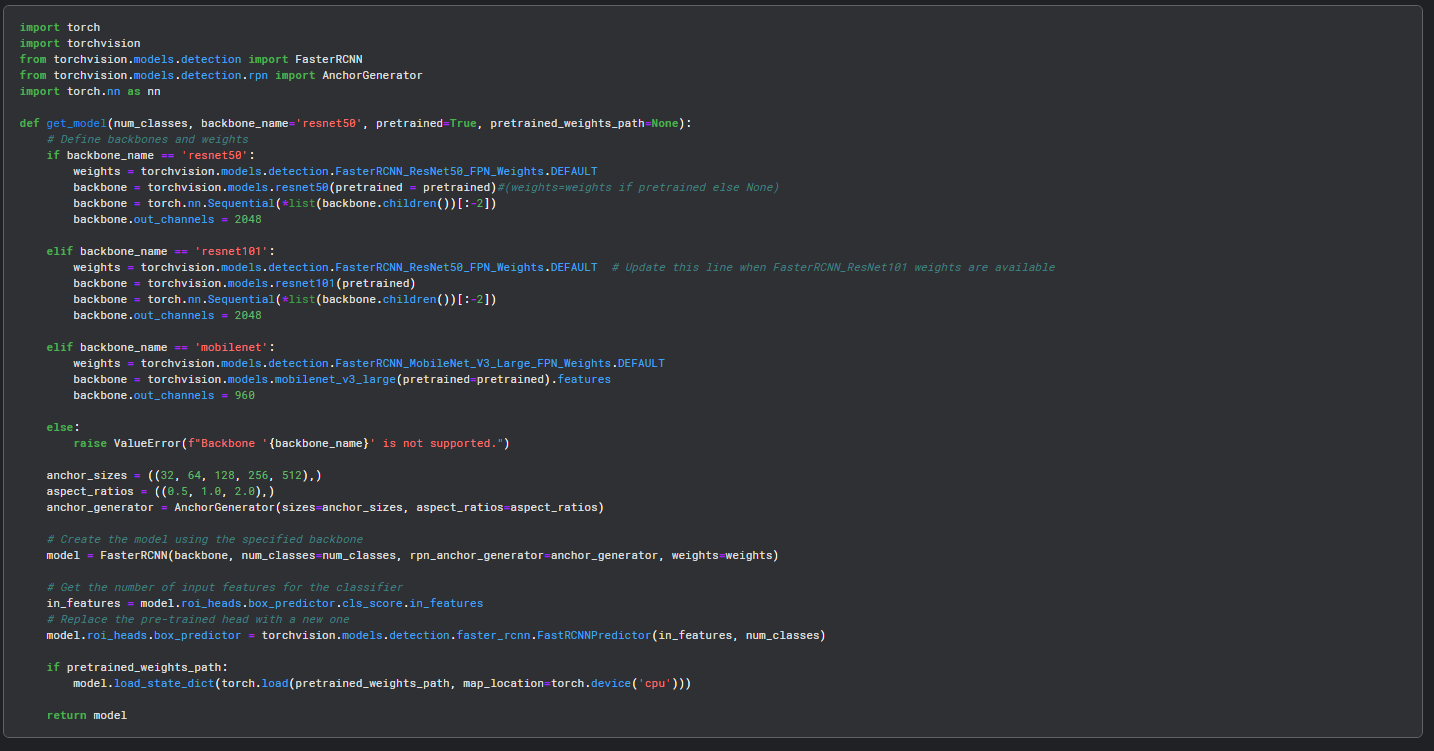 import torch
import torchvision
from torchvision.models.detection import FasterRCNN
from torchvision.models.detection.rpn import AnchorGenerator
import torch.nn as nn

def get_model(num_classes, backbone_name='resnet50', pretrained=True, pretrained_weights_path=None):
    # Define backbones and weights
    if backbone_name == 'resnet50':
        weights = torchvision.models.detection.FasterRCNN_ResNet50_FPN_Weights.DEFAULT
        backbone = torchvision.models.resnet50(pretrained = pretrained)#(weights=weights if pretrained else None)
        backbone = torch.nn.Sequential(*list(backbone.children())[:-2])
        backbone.out_channels = 2048

    elif backbone_name == 'resnet101':
        weights = torchvision.models.detection.FasterRCNN_ResNet50_FPN_Weights.DEFAULT  # Update this line when FasterRCNN_ResNet101 weights are available
        backbone = torchvision.models.resnet101(pretrained)
        backbone = torch.nn.Sequential(*list(backbone.children())[:-2])
        backbone.out_channels = 2048

    elif backbone_name == 'mobilenet':
        weights = torchvision.models.detection.FasterRCNN_MobileNet_V3_Large_FPN_Weights.DEFAULT
        backbone = torchvision.models.mobilenet_v3_large(pretrained=pretrained).features
        backbone.out_channels = 960

    else:
        raise ValueError(f"Backbone '{backbone_name}' is not supported.")

    anchor_sizes = ((32, 64, 128, 256, 512),)
    aspect_ratios = ((0.5, 1.0, 2.0),)
    anchor_generator = AnchorGenerator(sizes=anchor_sizes, aspect_ratios=aspect_ratios)

    # Create the model using the specified backbone
    model = FasterRCNN(backbone, num_classes=num_classes, rpn_anchor_generator=anchor_generator, weights=weights)

    # Get the number of input features for the classifier
    in_features = model.roi_heads.box_predictor.cls_score.in_features
    # Replace the pre-trained head with a new one
    model.roi_heads.box_predictor = torchvision.models.detection.faster_rcnn.FastRCNNPredictor(in_features, num_classes)

    if pretrained_weights_path:
        model.load_state_dict(torch.load(pretrained_weights_path, map_location=torch.device('cpu')))

    return model